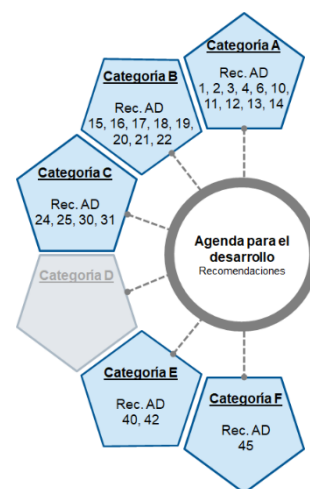 Categoria A
Rec. AD
1, 2, 3, 4, 6, 10,
11, 12, 13, 14
Categoria B
Rec. AD
15, 16, 17, 18, 19,
20, 21, 22
Categoría C
Rec. AD
24, 25, 30, 31
Agenda para el
desarrollo
Recomendaciones
Categoría D
Categoría E
Rec. AD
40, 42
Categoría F
Rec. AD
45